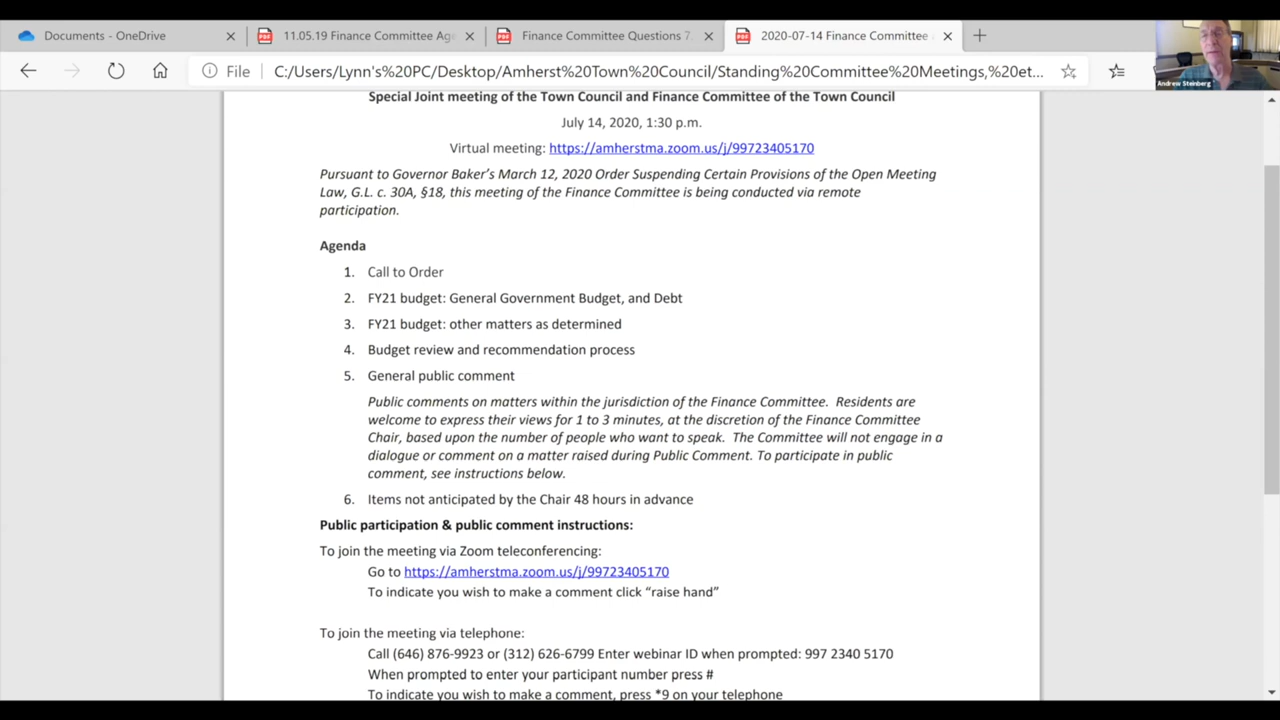 Documents - OneDrive
11.05.19 Finance Committee Age
Finance Committee Questions 7.
2020-07-14 Finance Committee
File
C:/Users/Lynn's%20PC/Desktop/Amherst%20Town%20Council/Standing%20Committee%20Meetings,%20et...
Andrew Steinberg
Special Joint meeting of the Town Council and Finance Committee of the Town Council
July 14, 2020, 1:30 p.m.
Virtual meeting: https://amherstma.zoom.us/j/99723405170
Pursuant to Governor Baker's March 12, 2020 Order Suspending Certain Provisions of the Open Meeting
Law, G.L. c. 30A, §18, this meeting of the Finance Committee is being conducted via remote
participation.
Agenda
1. Call to Order
2. FY21 budget: General Government Budget, and Debt
3. FY21 budget: other matters as determined
4. Budget review and recommendation process
5. General public comment
Public comments on matters within the jurisdiction of the Finance Committee. Residents are
welcome to express their views for 1 to 3 minutes, at the discretion of the Finance Committee
Chair, based upon the number of people who want to speak. The Committee will not engage in a
dialogue or comment on a matter raised during Public Comment. To participate in public
comment, see instructions below.
6. Items not anticipated by the Chair 48 hours in advance
Public participation & public comment instructions:
To join the meeting via Zoom teleconferencing:
Go to https://amherstma.zoom.us/j/99723405170
To indicate you wish to make a comment click “raise hand”
To join the meeting via telephone:
Call (646) 876-9923 or (312) 626-6799 Enter webinar ID when prompted: 997 2340 5170
When prompted to enter your participant number press #
To indicate you wish to make a comment, press *9 on your telephone